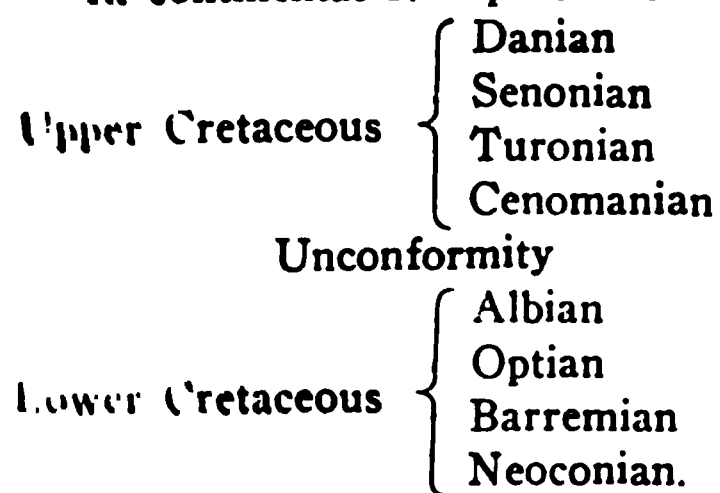 Danian
Senonian
Upper Cretaceous
Turonian
Cenomanian
Unconformity
Albian
Optian
Lower Cretaceous
Barremian
Neoconian.